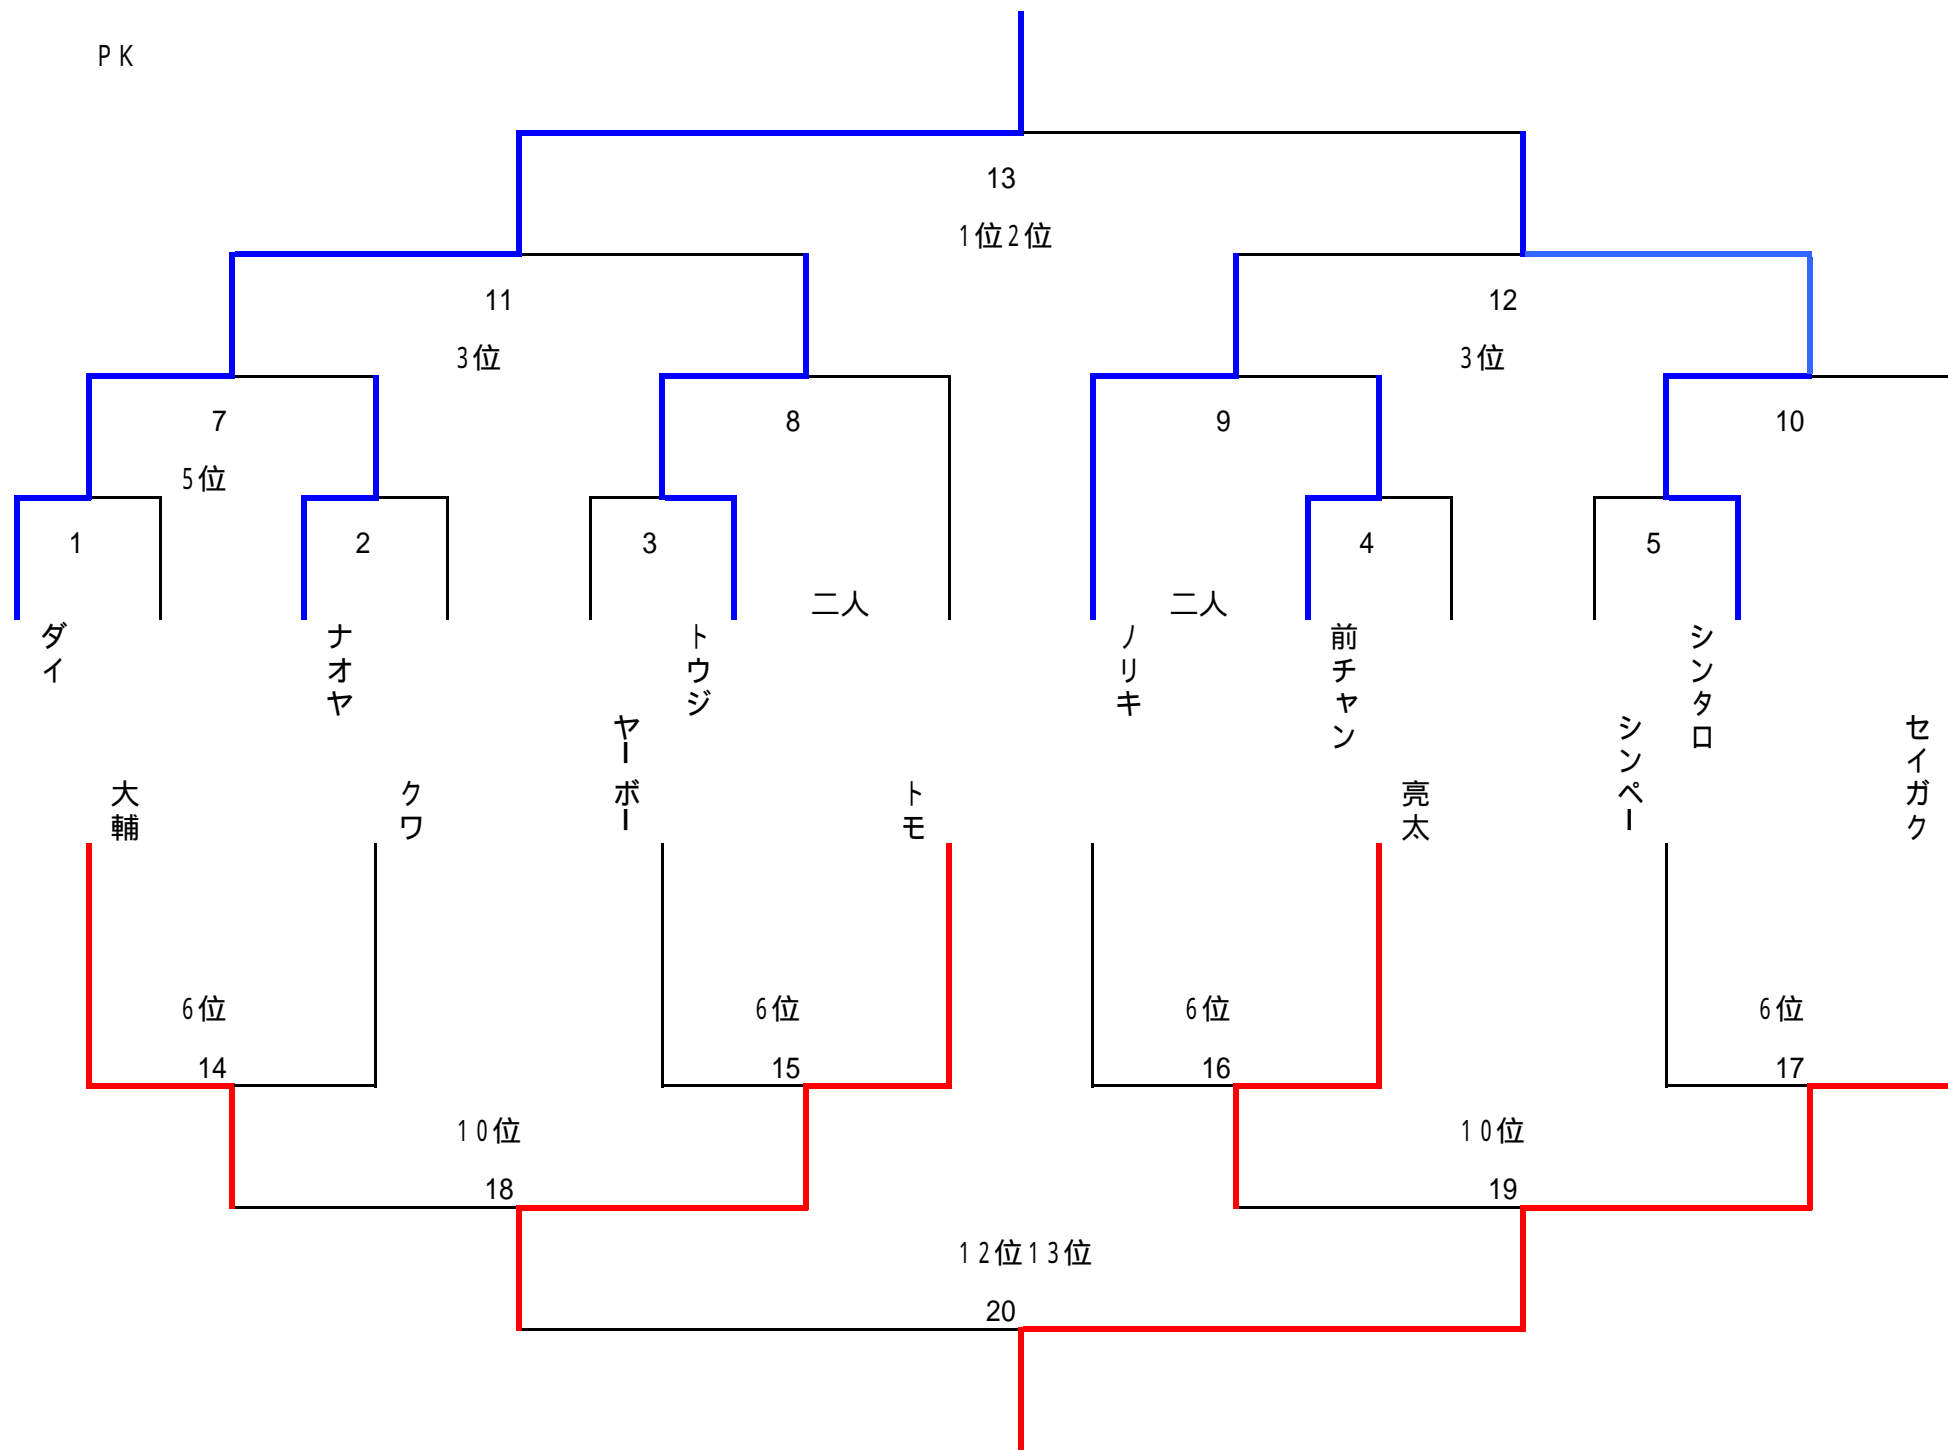 ＰＫ
13
1位2位
11
12
3位
3位
7
8
9
10
5位
1
2
3
4
5
二人
二人
ダイ
ナオヤ
トウジ
ノリキ
前チャン
シンタロ
ヤーボー
シンペー
セイガク
大輔
クワ
トモ
亮太
6位
6位
6位
6位
14
15
16
17
10位
10位
18
19
12位13位
20